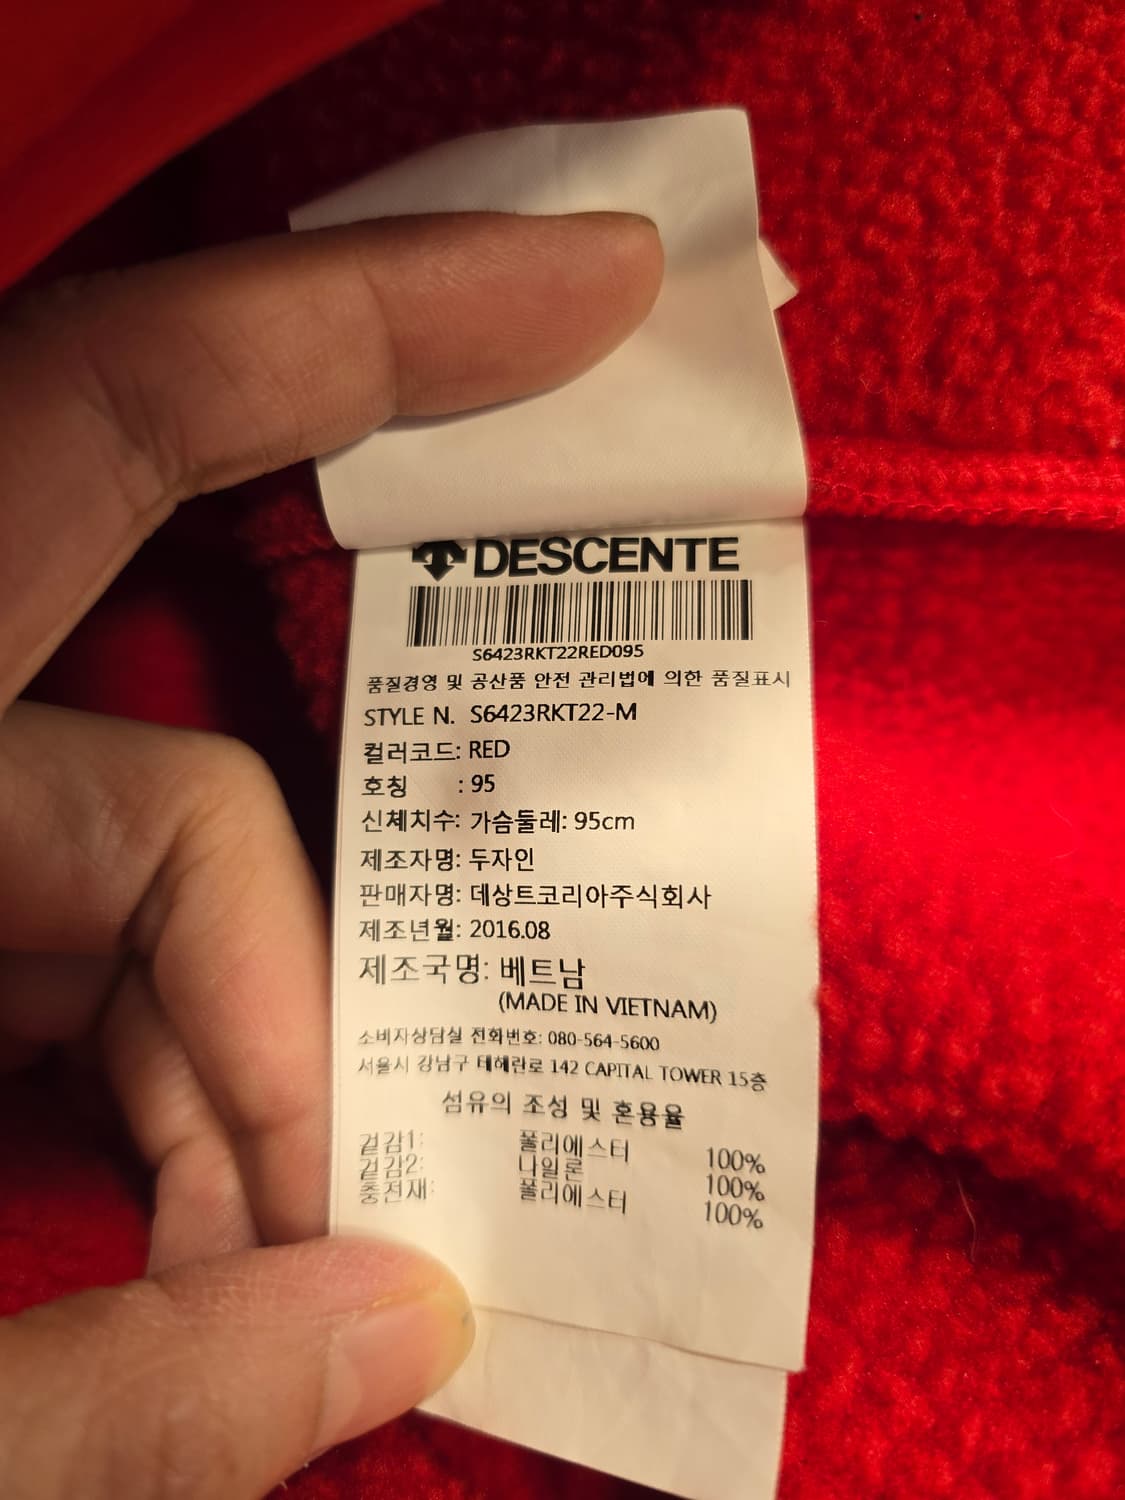 DESCENTE
S6423RKT22RED095
품질경영 및 공산품 안전 관리법에 의한 품질표시
STYLE N. S6423RKT22-M
컬러코드: RED
호칭 : 95
신체치수: 가슴둘레: 95cm
제조자명: 두자인
판매자명: 데상트코리아주식회사
제조년월: 2016.08
제조국명: 베트남
(MADE IN VIETNAM)
소비자상담실 전화번호: 080-564-5600
서울시 강남구 테헤란로 142 CAPITAL TOWER 15층
섬유의 조성 및 혼용율
겉감1: 폴리에스터 100%
겉감2: 나일론 100%
충전재: 폴리에스터 100%